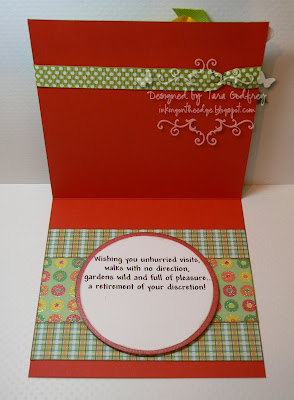 Designed by Tara Godfrey
inkingontheedge.blogspot.com
Wishing you unhurried visits,
walks with no direction,
gardens wild and full of pleasure..
a retirement of your discretion!